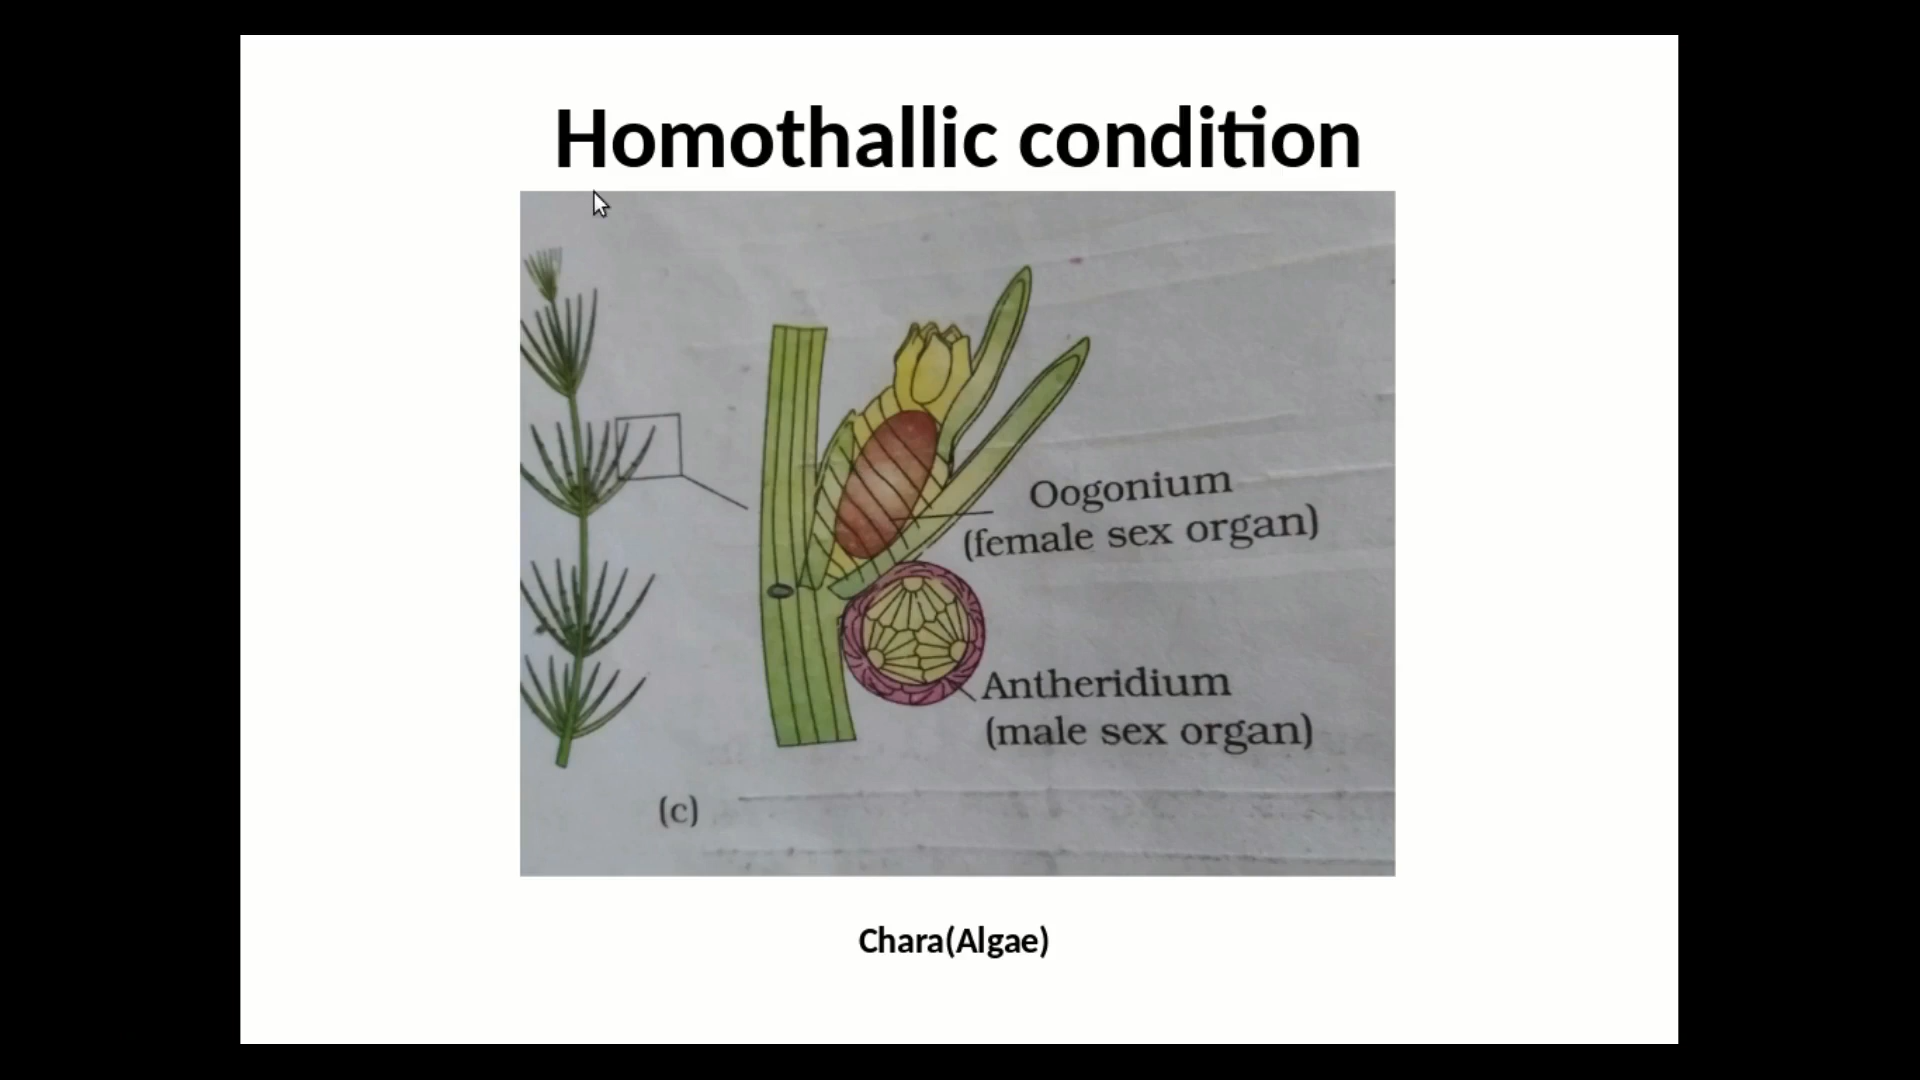 Homothallic condition
Oogonium
(female sex organ)
Antheridium
(male sex organ)
(c)
Chara(Algae)